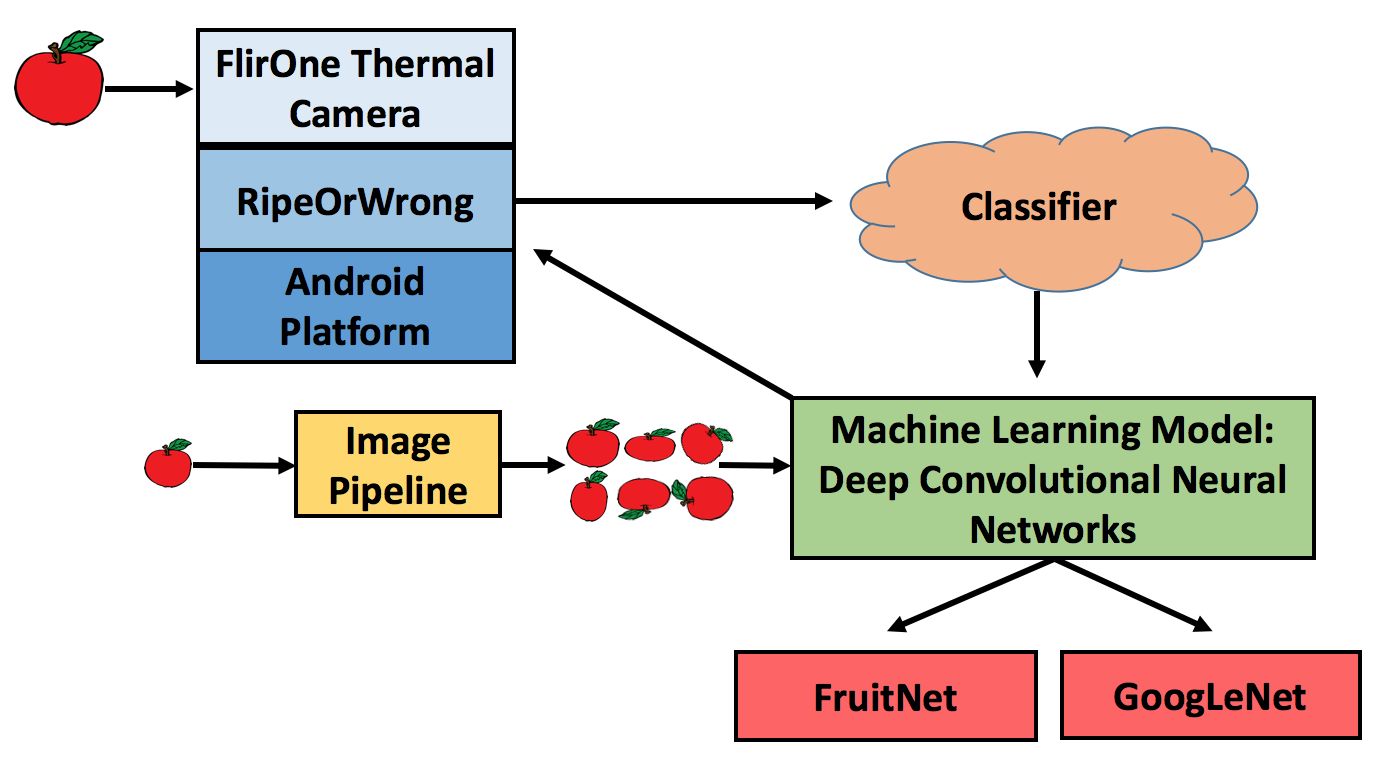 FlirOne Thermal
Camera
RipeOrWrong
Android
Platform
Classifier
Image
Pipeline
Machine Learning Model:
Deep Convolutional Neural
Networks
FruitNet
GoogLeNet